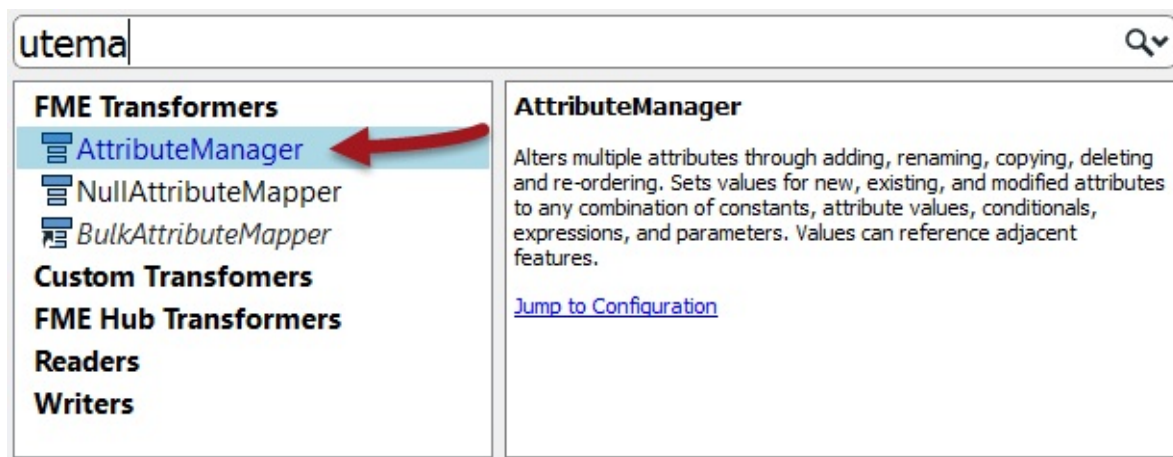 utema
FME Transformers
AttributeManager
NullAttributeMapper
BulkAttributeMapper
Custom Transfomers
FME Hub Transformers
Readers
Writers
AttributeManager
Alters multiple attributes through adding, renaming, copying, deleting
and re-ordering. Sets values for new, existing, and modified attributes
to any combination of constants, attribute values, conditionals,
expressions, and parameters. Values can reference adjacent
features.
Jump to Configuration